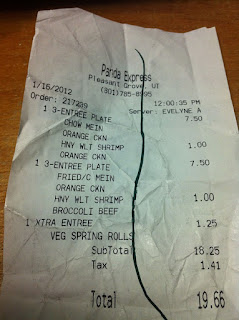 Panda Express
Pleasant Grove, UT
(801)785-8595
1/16/2012 12:00:35 PM
Order: 217239 Server: EVELYNE A
1 3-ENTREE PLATE 7.50
CHOW MEIN
ORANGE CKN
HNY WLT SHRIMP 1.00
ORANGE CKN
1 3-ENTREE PLATE 7.50
FRIED/C MEIN
ORANGE CKN
HNY WLT SHRIMP 1.00
BROCCOLI BEEF
1 XTRA ENTREE 1.25
VEG SPRING ROLLS
SubTotal 18.25
Tax 1.41
Total 19.66